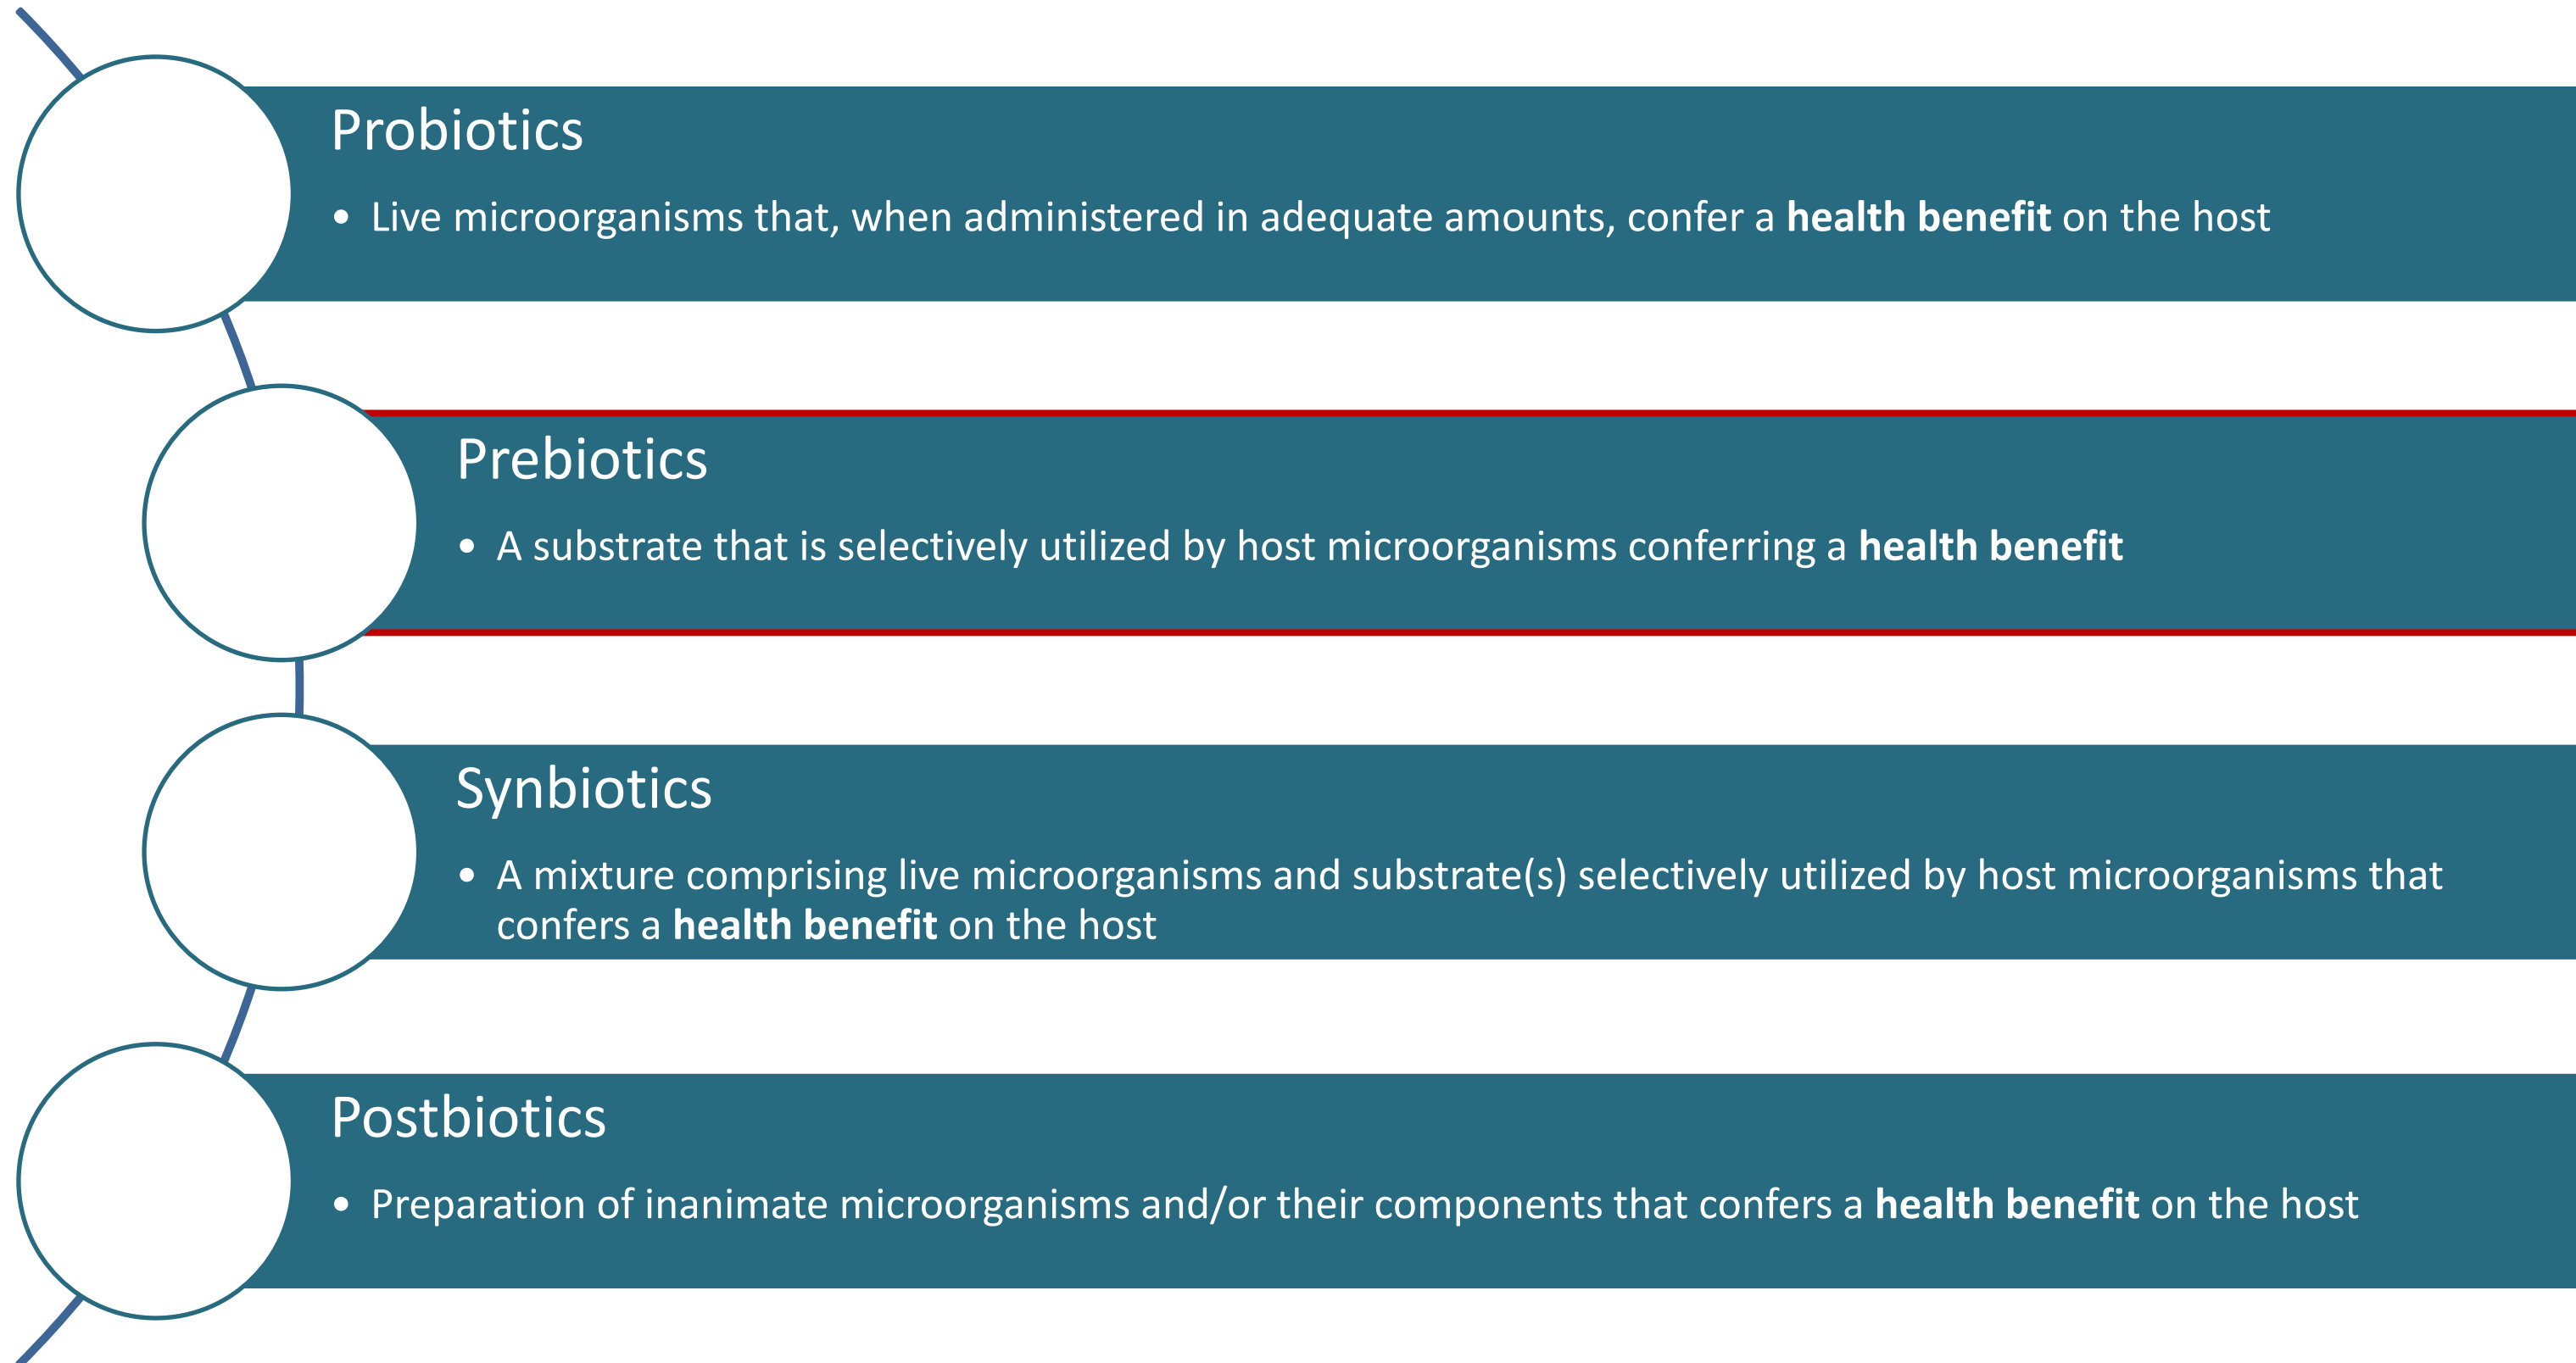 Probiotics
• Live microorganisms that, when administered in adequate amounts, confer a health benefit on the host
Prebiotics
• A substrate that is selectively utilized by host microorganisms conferring a health benefit
Synbiotics
• A mixture comprising live microorganisms and substrate(s) selectively utilized by host microorganisms that
confers a health benefit on the host
Postbiotics
• Preparation of inanimate microorganisms and/or their components that confers a health benefit on the host